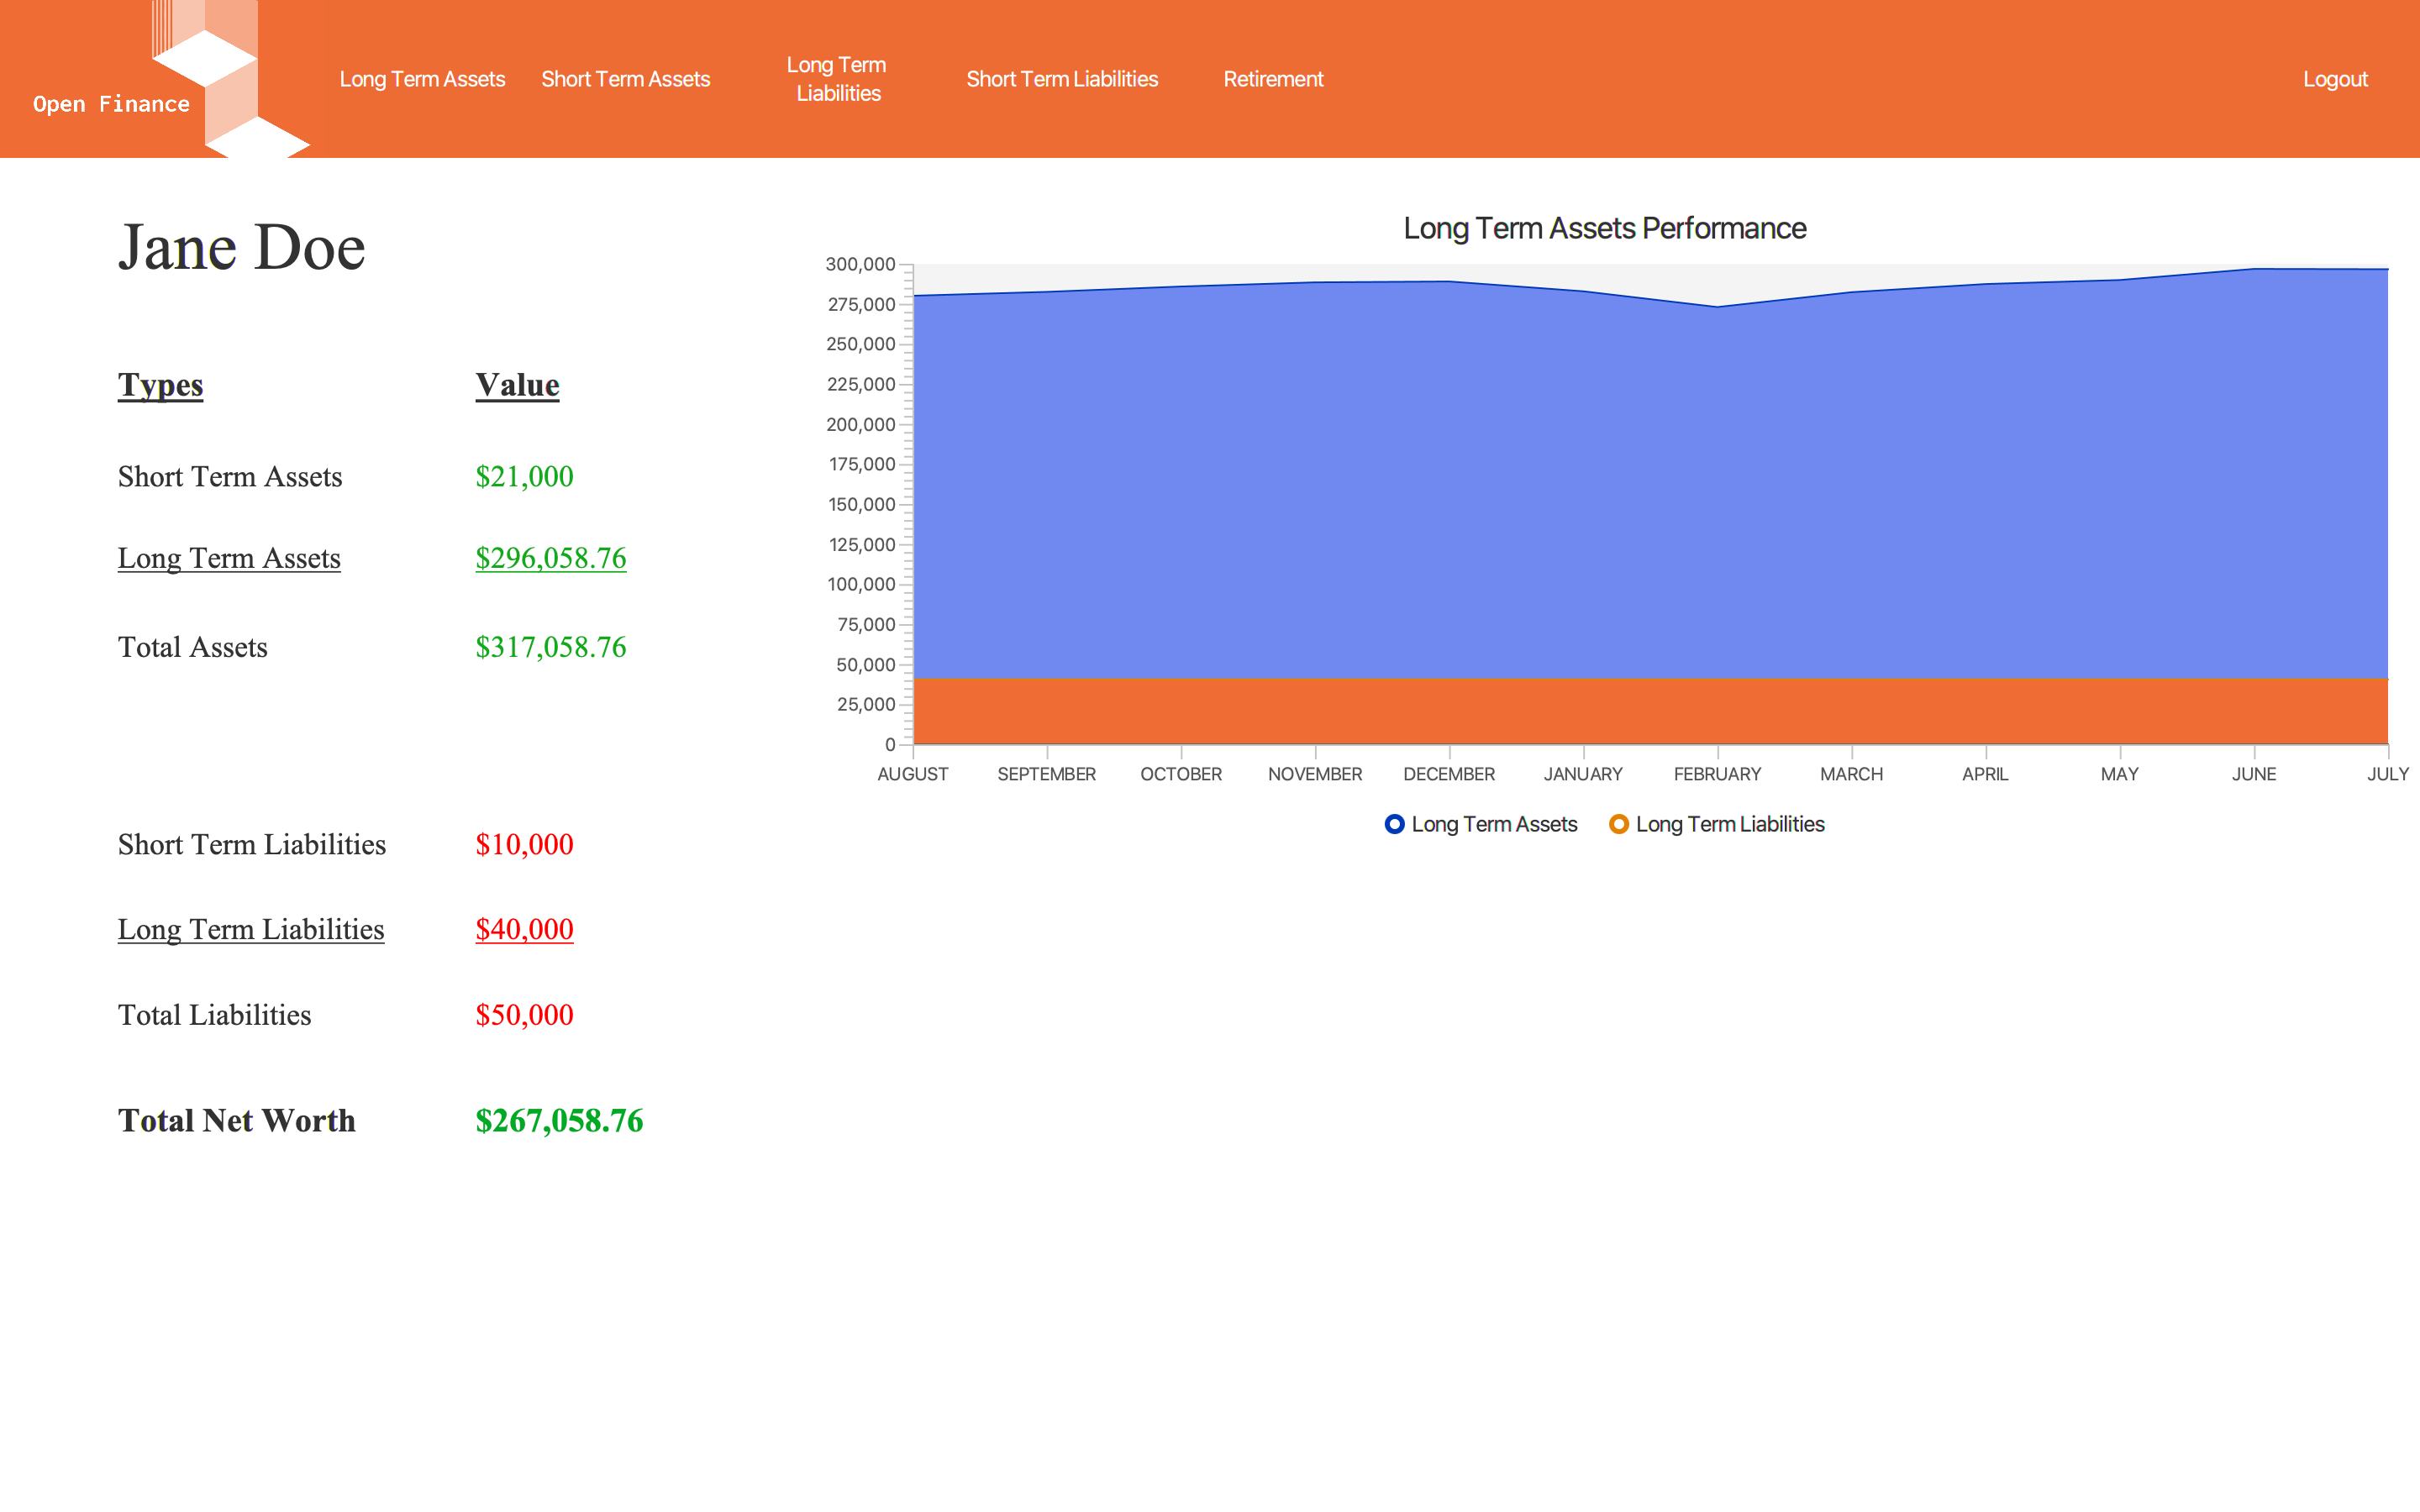 Open Finance
Long Term Assets
Short Term Assets
Long Term
Liabilities
Short Term Liabilities
Retirement
Logout
Jane Doe
Types Value
Short Term Assets $21,000
Long Term Assets $296,058.76
Total Assets $317,058.76
Short Term Liabilities $10,000
Long Term Liabilities $40,000
Total Liabilities $50,000
Total Net Worth $267,058.76
Long Term Assets Performance
300,000
275,000
250,000
225,000
200,000
175,000
150,000
125,000
100,000
75,000
50,000
25,000
0
AUGUST SEPTEMBER OCTOBER NOVEMBER DECEMBER JANUARY FEBRUARY MARCH APRIL MAY JUNE JULY
Long Term Assets Long Term Liabilities